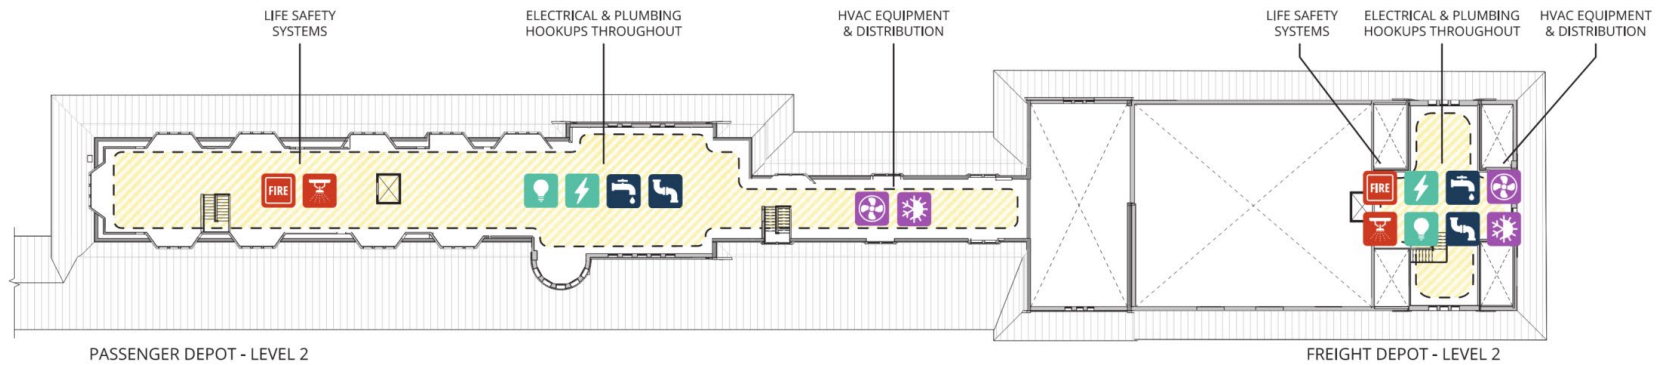 LIFE SAFETY
SYSTEMS
ELECTRICAL & PLUMBING
HOOKUPS THROUGHOUT
HVAC EQUIPMENT
& DISTRIBUTION
LIFE SAFETY
SYSTEMS
ELECTRICAL & PLUMBING
HOOKUPS THROUGHOUT
HVAC EQUIPMENT
& DISTRIBUTION
FIRE
FIRE
PASSENGER DEPOT - LEVEL 2
FREIGHT DEPOT - LEVEL 2